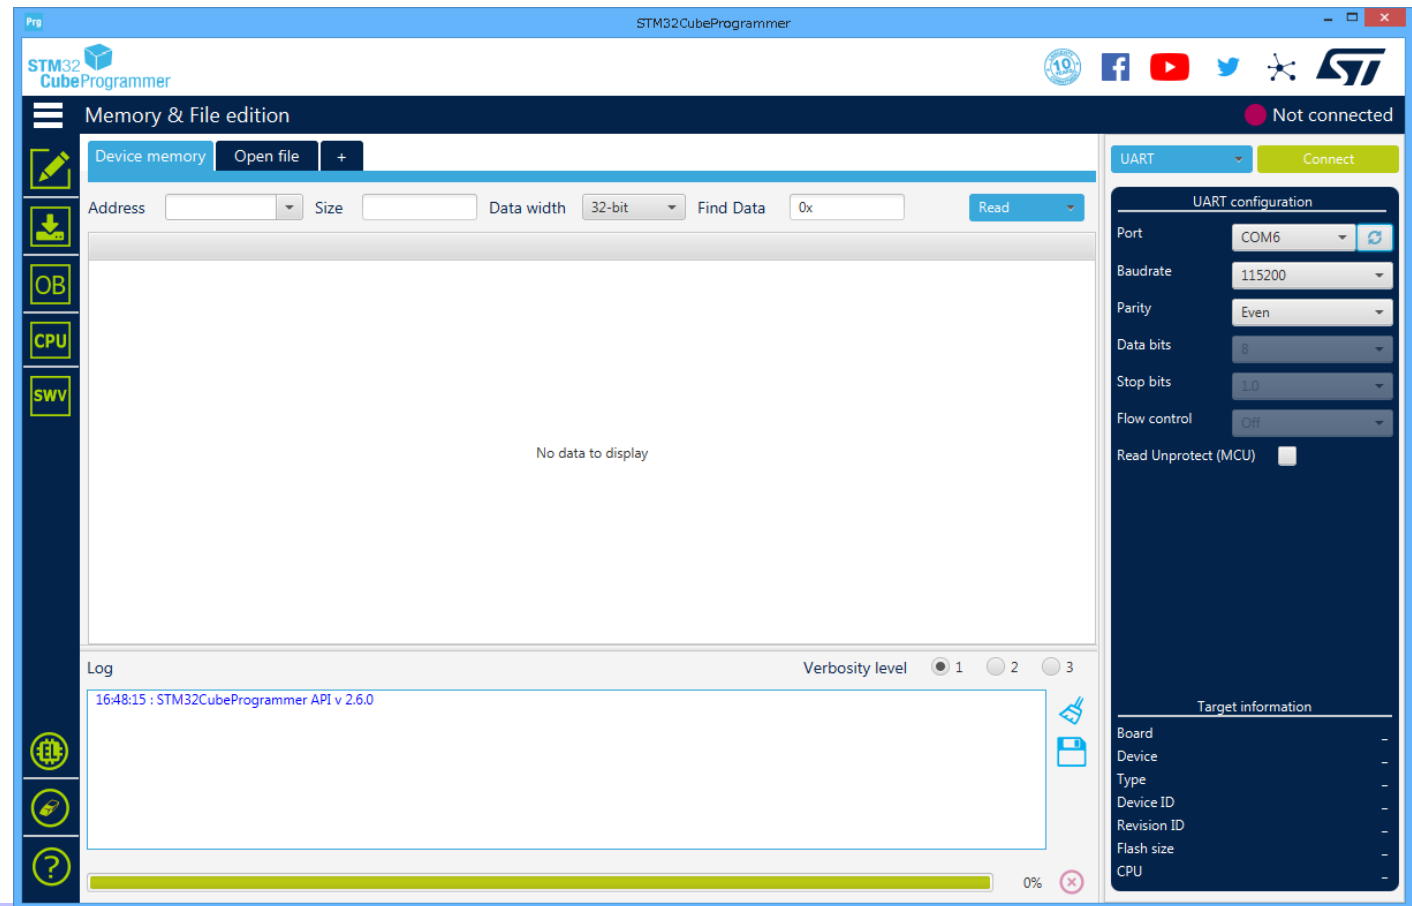 Prg
STM32CubeProgrammer
STM32
CubeProgrammer
10
Memory & File edition
Not connected
Device memory
Open file
+
UART
Connect
Address
Size
Data width
32-bit
Find Data
0x
Read
UART configuration
Port
COM6
Baudrate
115200
Parity
Even
Data bits
8
Stop bits
1.0
Flow control
Off
Read Unprotect (MCU)
OB
CPU
SWV
No data to display
Log
Verbosity level
1
2
3
16:48:15 : STM32CubeProgrammer API v 2.6.0
EL
?
0%
Target information
Board _
Device _
Type _
Device ID _
Revision ID _
Flash size _
CPU _